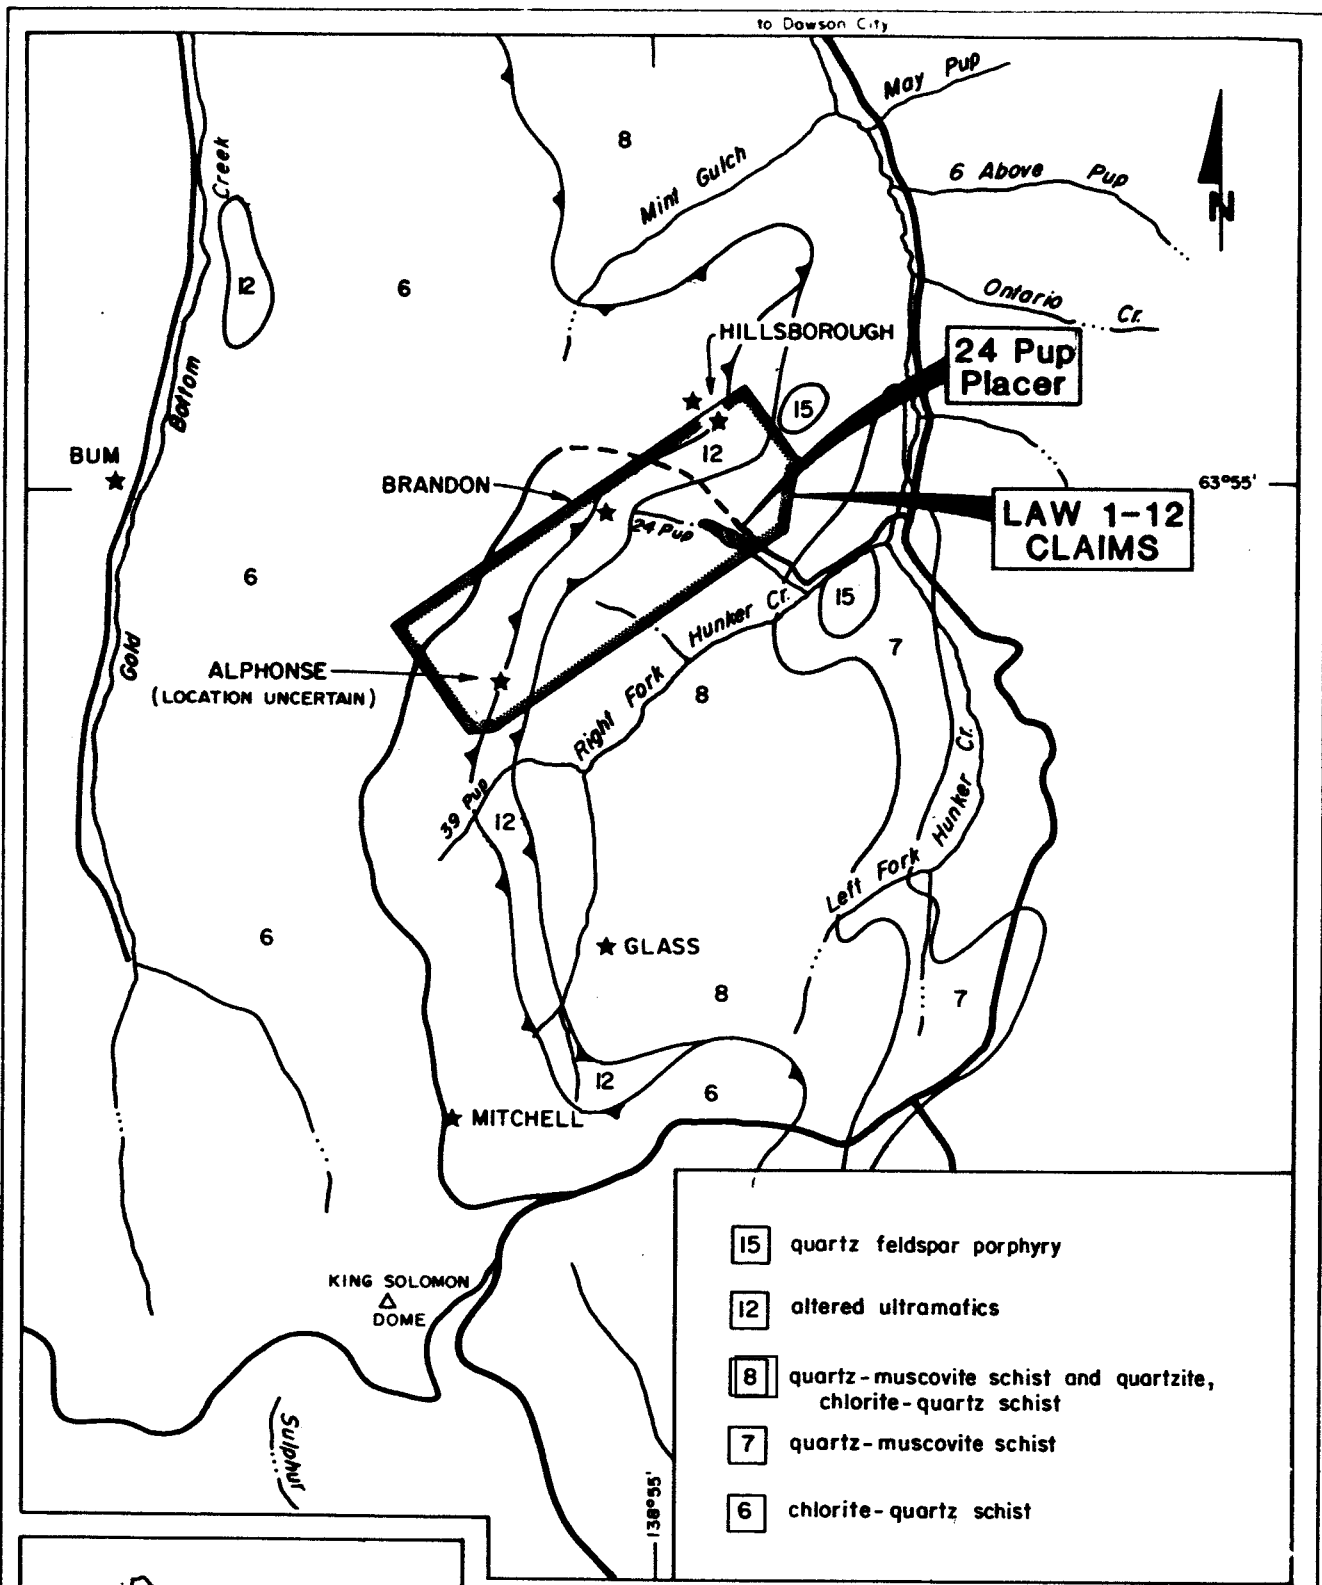 to Dawson City
May Pup
Creek
8
Mint Gulch
6 Above Pup
N
12
6
Ontario Cr.
HILLSBOROUGH
24 Pup
Placer
15
Bottom
12
BUM
BRANDON
63°55'
24 Pup
LAW 1-12
CLAIMS
6
15
Hunker Cr.
7
Gold
ALPHONSE
(LOCATION UNCERTAIN)
8
Right Fork
39 Pup
12
Hunker Cr.
Left Fork
6
GLASS
8
7
12
6
MITCHELL
KING SOLOMON
DOME
Sulphur
138°55'
15 quartz feldspar porphyry
12 altered ultramafics
8 quartz-muscovite schist and quartzite,
chlorite-quartz schist
7 quartz-muscovite schist
6 chlorite-quartz schist